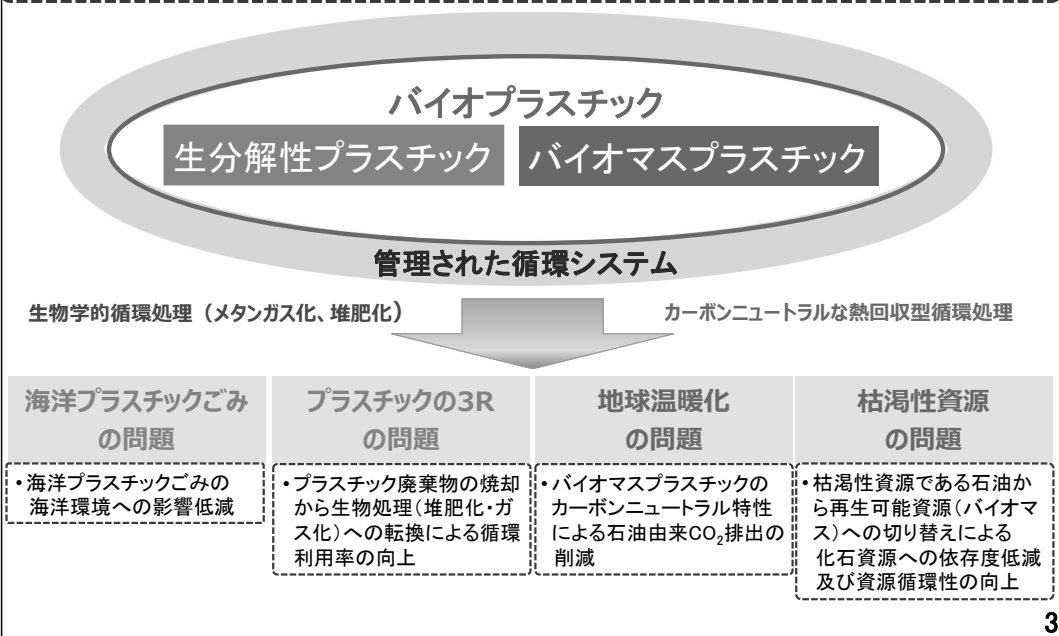 バイオプラスチック
生分解性プラスチック
バイオマスプラスチック
管理された循環システム
生物学的循環処理（メタンガス化、堆肥化）
カーボンニュートラルな熱回収型循環処理
海洋プラスチックごみ
の問題
・海洋プラスチックごみの
海洋環境への影響低減
プラスチックの3R
の問題
・プラスチック廃棄物の焼却
から生物処理（堆肥化・ガ
ス化）への転換による循環
利用率の向上
地球温暖化
の問題
・バイオマスプラスチックの
カーボンニュートラル特性
による石油由来CO₂排出の
削減
枯渇性資源
の問題
・枯渇性資源である石油か
ら再生可能資源（バイオマ
ス）への切り替えによる
化石資源への依存度低減
及び資源循環性の向上
3